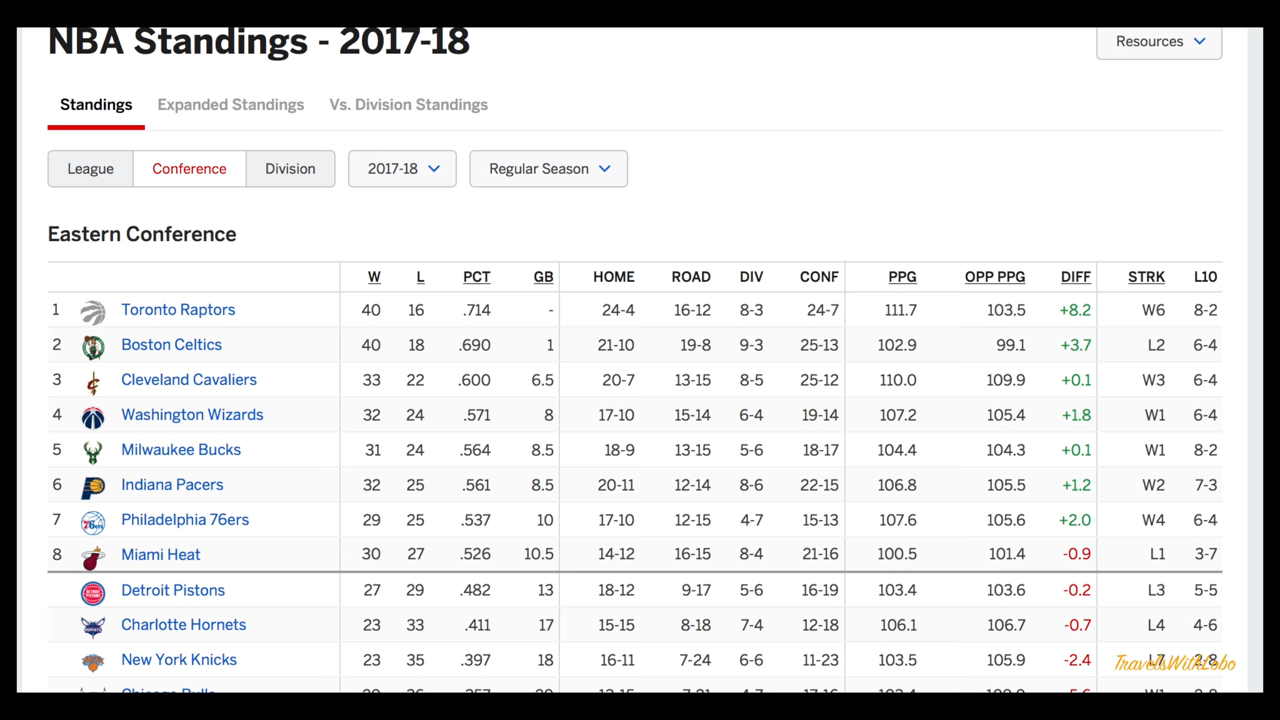 NBA Standings - 2017-18
Resources
Standings Expanded Standings Vs. Division Standings
League Conference Division 2017-18 Regular Season
Eastern Conference
W L PCT GB HOME ROAD DIV CONF PPG OPP PPG DIFF STRK L10
1 Toronto Raptors 40 16 .714 - 24-4 16-12 8-3 24-7 111.7 103.5 +8.2 W6 8-2
2 Boston Celtics 40 18 .690 1 21-10 19-8 9-3 25-13 102.9 99.1 +3.7 L2 6-4
3 Cleveland Cavaliers 33 22 .600 6.5 20-7 13-15 8-5 25-12 110.0 109.9 +0.1 W3 6-4
4 Washington Wizards 32 24 .571 8 17-10 15-14 6-4 19-14 107.2 105.4 +1.8 W1 6-4
5 Milwaukee Bucks 31 24 .564 8.5 18-9 13-15 5-6 18-17 104.4 104.3 +0.1 W1 8-2
6 Indiana Pacers 32 25 .561 8.5 20-11 12-14 8-6 22-15 106.8 105.5 +1.2 W2 7-3
7 Philadelphia 76ers 29 25 .537 10 17-10 12-15 4-7 15-13 107.6 105.6 +2.0 W4 6-4
8 Miami Heat 30 27 .526 10.5 14-12 16-15 8-4 21-16 100.5 101.4 -0.9 L1 3-7
Detroit Pistons 27 29 .482 13 18-12 9-17 5-6 16-19 103.4 103.6 -0.2 L3 5-5
Charlotte Hornets 23 33 .411 17 15-15 8-18 7-4 12-18 106.1 106.7 -0.7 L4 4-6
New York Knicks 23 35 .397 18 16-11 7-24 6-6 11-23 103.5 105.9 -2.4 L7 2-8
TravelsWithLobo
Chicago Bulls